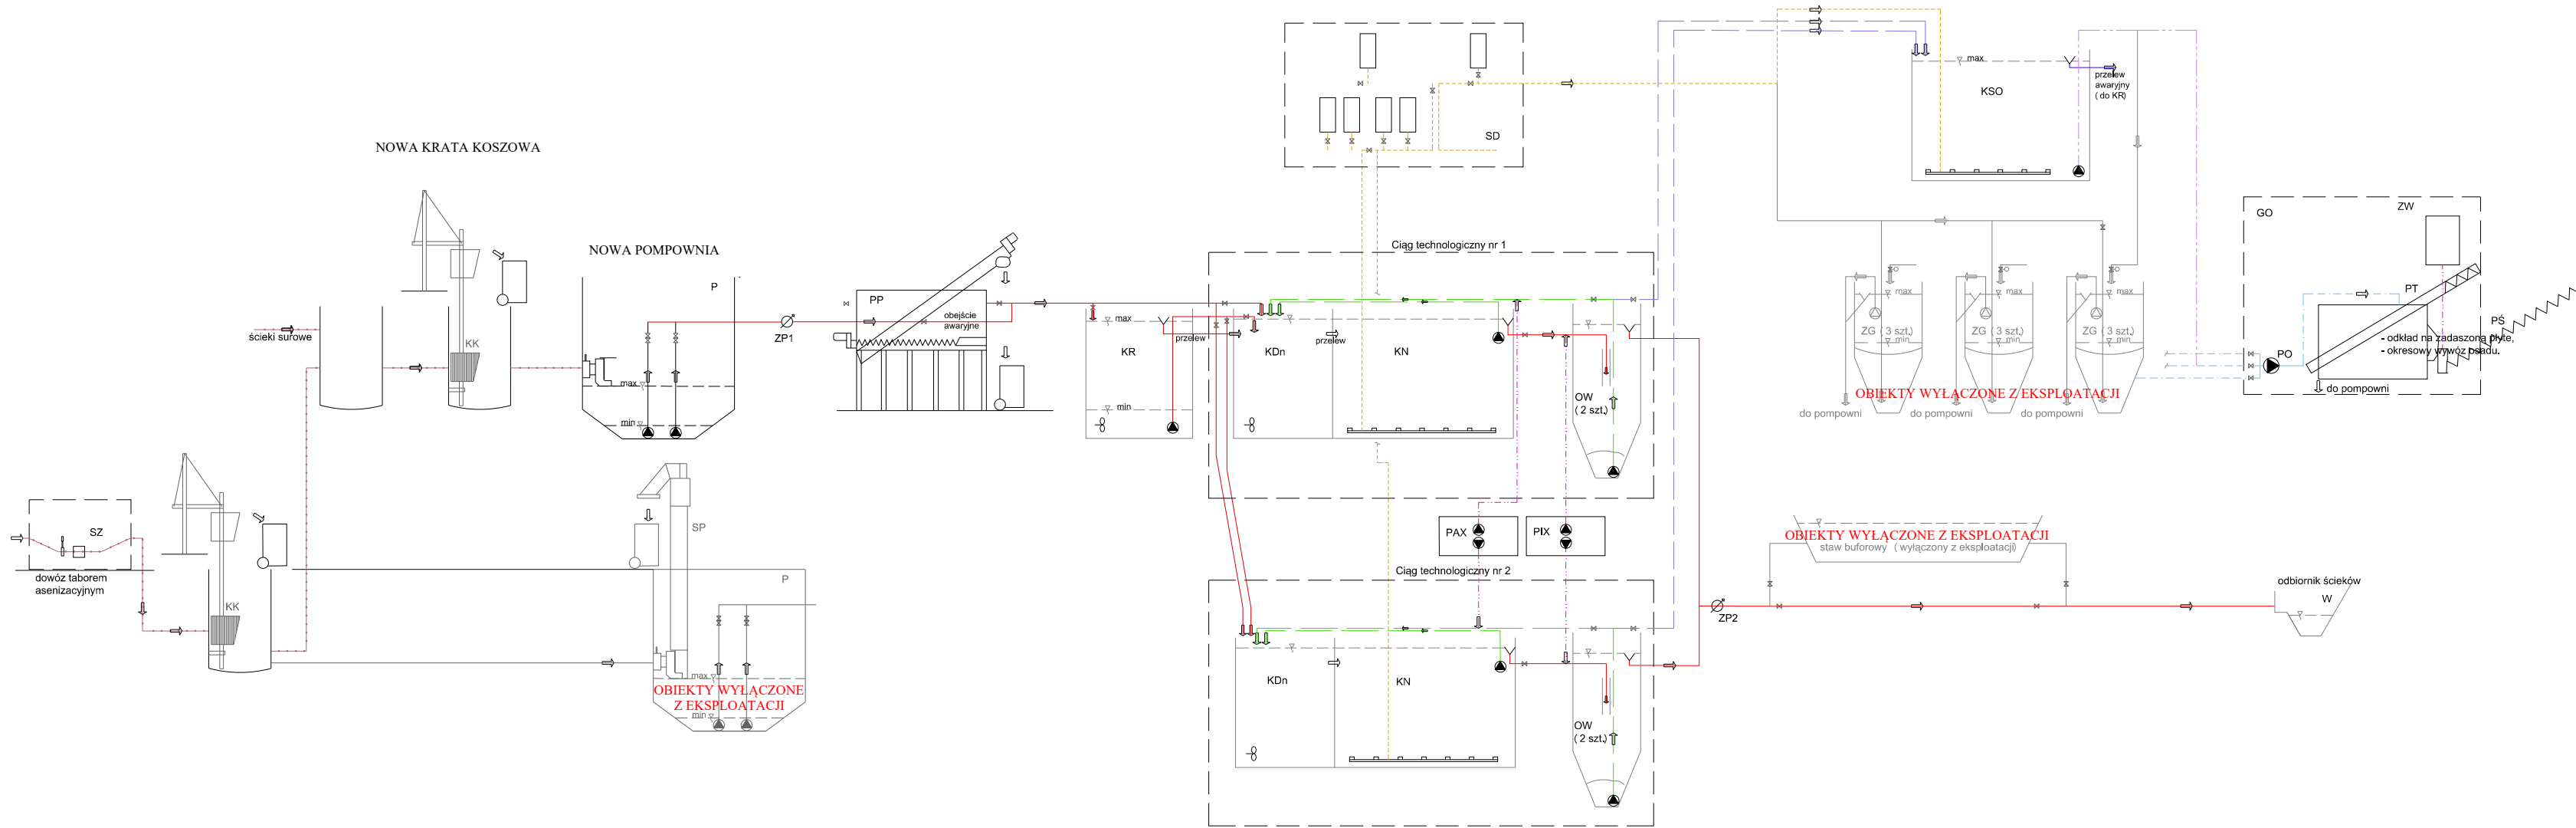 NOWA KRATA KOSZOWA
NOWA POMPOWNIA
ścieki surowe
KK
P
max
min
ZP1
PP
obejście
awaryjne
SZ
dowóz taborem
asenizacyjnym
KK
SP
P
max
min
OBIEKTY WYŁĄCZONE
Z EKSPLOATACJI
SD
Ciąg technologiczny nr 1
max
przelew
KR
min
KDn
przelew
KN
OW
( 2 szt.)
PAX
PIX
Ciąg technologiczny nr 2
KDn
KN
OW
( 2 szt.)
ZP2
max
KSO
przelew
awaryjny
( do KR)
max
ZG ( 3 szt.)
min
max
ZG ( 3 szt.)
min
max
ZG ( 3 szt.)
min
OBIEKTY WYŁĄCZONE Z EKSPLOATACJI
do pompowni
do pompowni
do pompowni
GO
ZW
PT
PŚ
- odkład na zadaszoną płytę,
- okresowy wywóz osadu.
PO
do pompowni
OBIEKTY WYŁĄCZONE Z EKSPLOATACJI
staw buforowy ( wyłączony z eksploatacji)
odbiornik ścieków
W